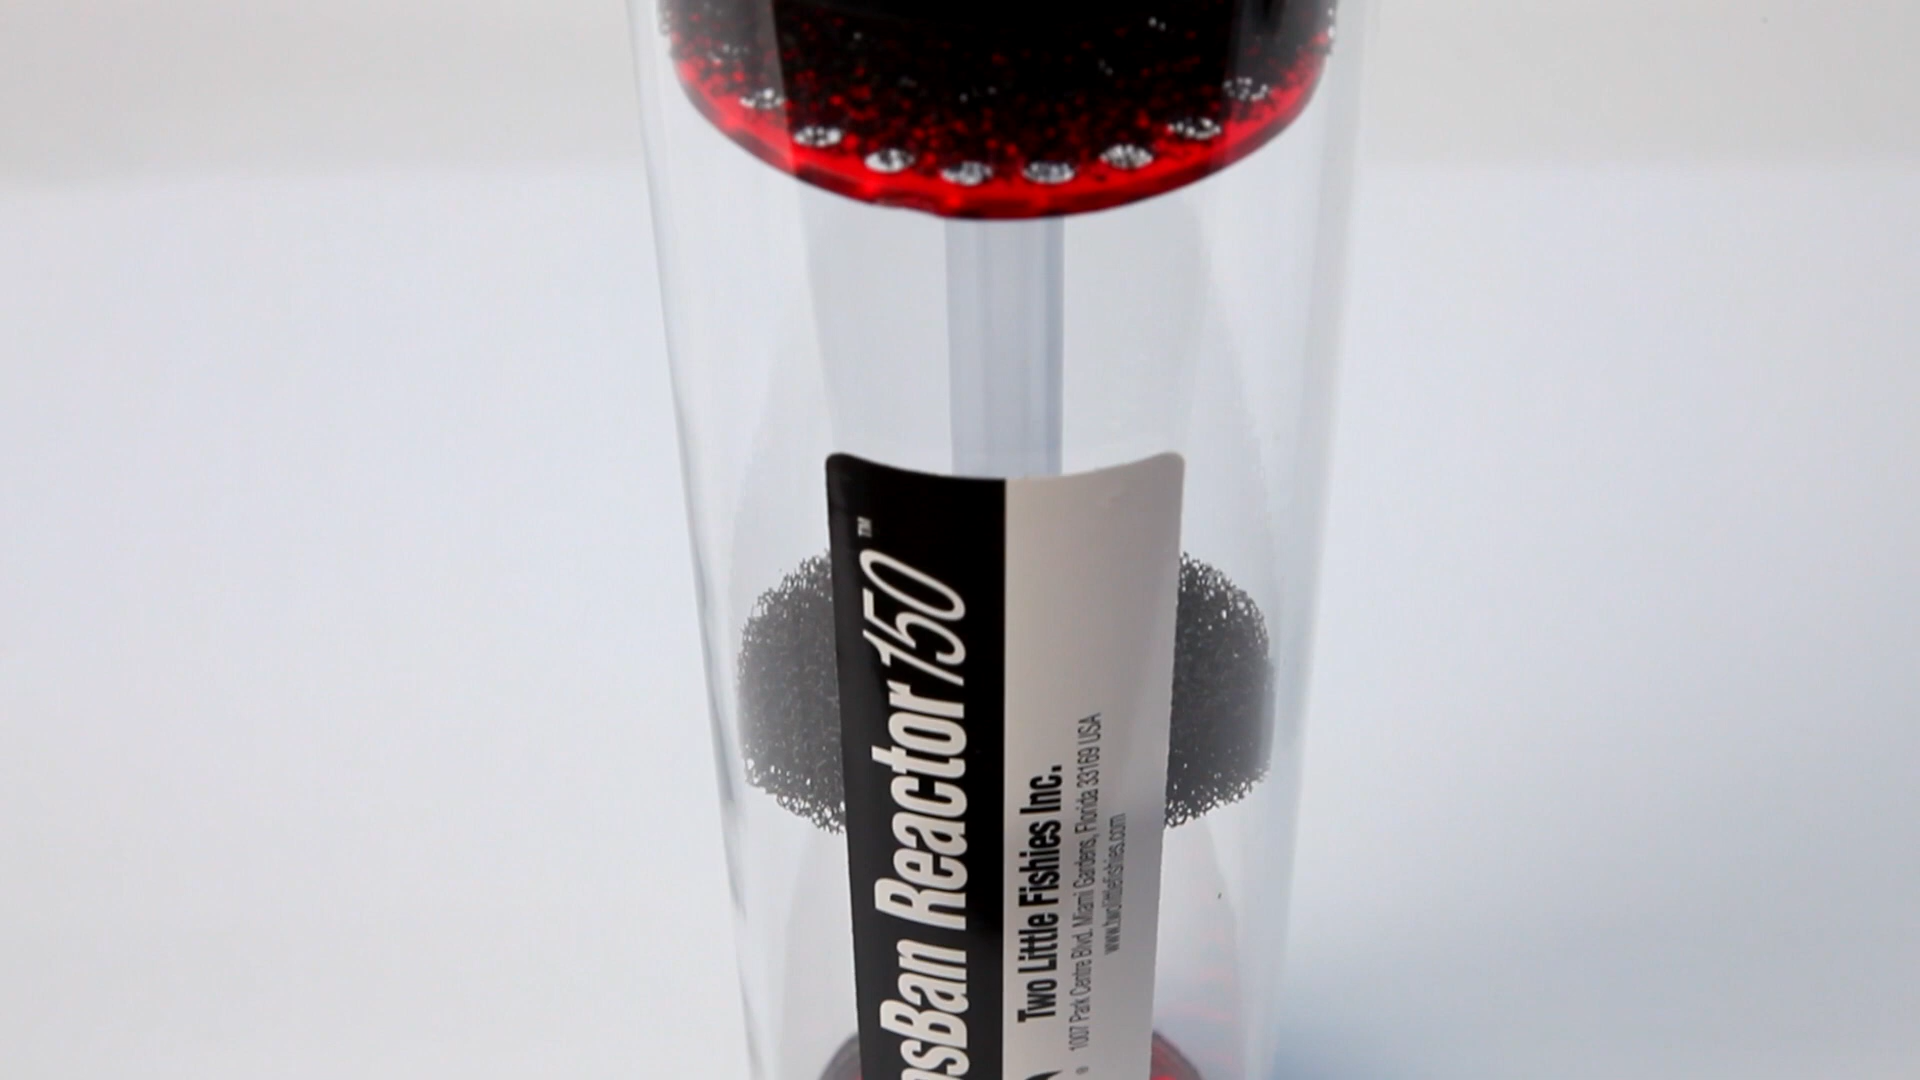 osBan Reactor 150™
Two Little Fishies Inc.
® 1007 Park Centre Blvd. Miami Gardens, Florida 33169 USA
www.twolittlefishies.com